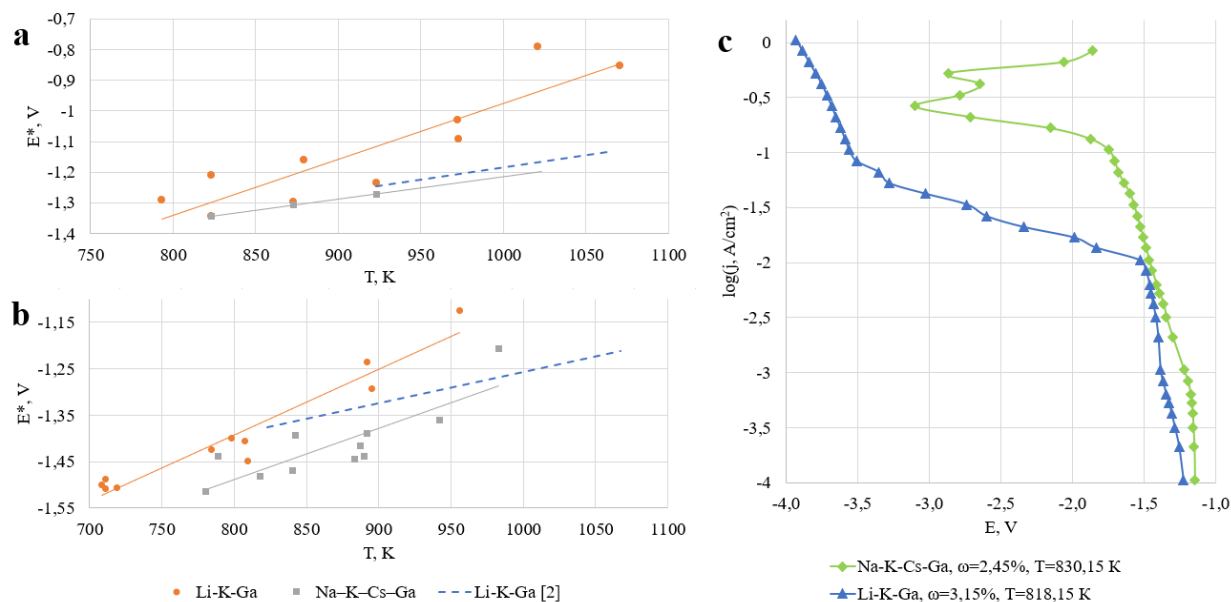 a
-0,7
-0,8
-0,9
-1
-1,1
-1,2
-1,3
-1,4
E*, V
750 800 850 900 950 1000 1050 1100
T, K
b
-1,15
-1,25
-1,35
-1,45
-1,55
E*, V
700 750 800 850 900 950 1000 1050 1100
T, K
Li-K-Ga Na–K–Cs–Ga Li-K-Ga [2]
c
0
-0,5
-1
-1,5
-2
-2,5
-3
-3,5
-4
log(j, A/cm²)
-4,0 -3,5 -3,0 -2,5 -2,0 -1,5 -1,0
E, V
Na-K-Cs-Ga, ω=2,45%, T=830,15 K
Li-K-Ga, ω=3,15%, T=818,15 K